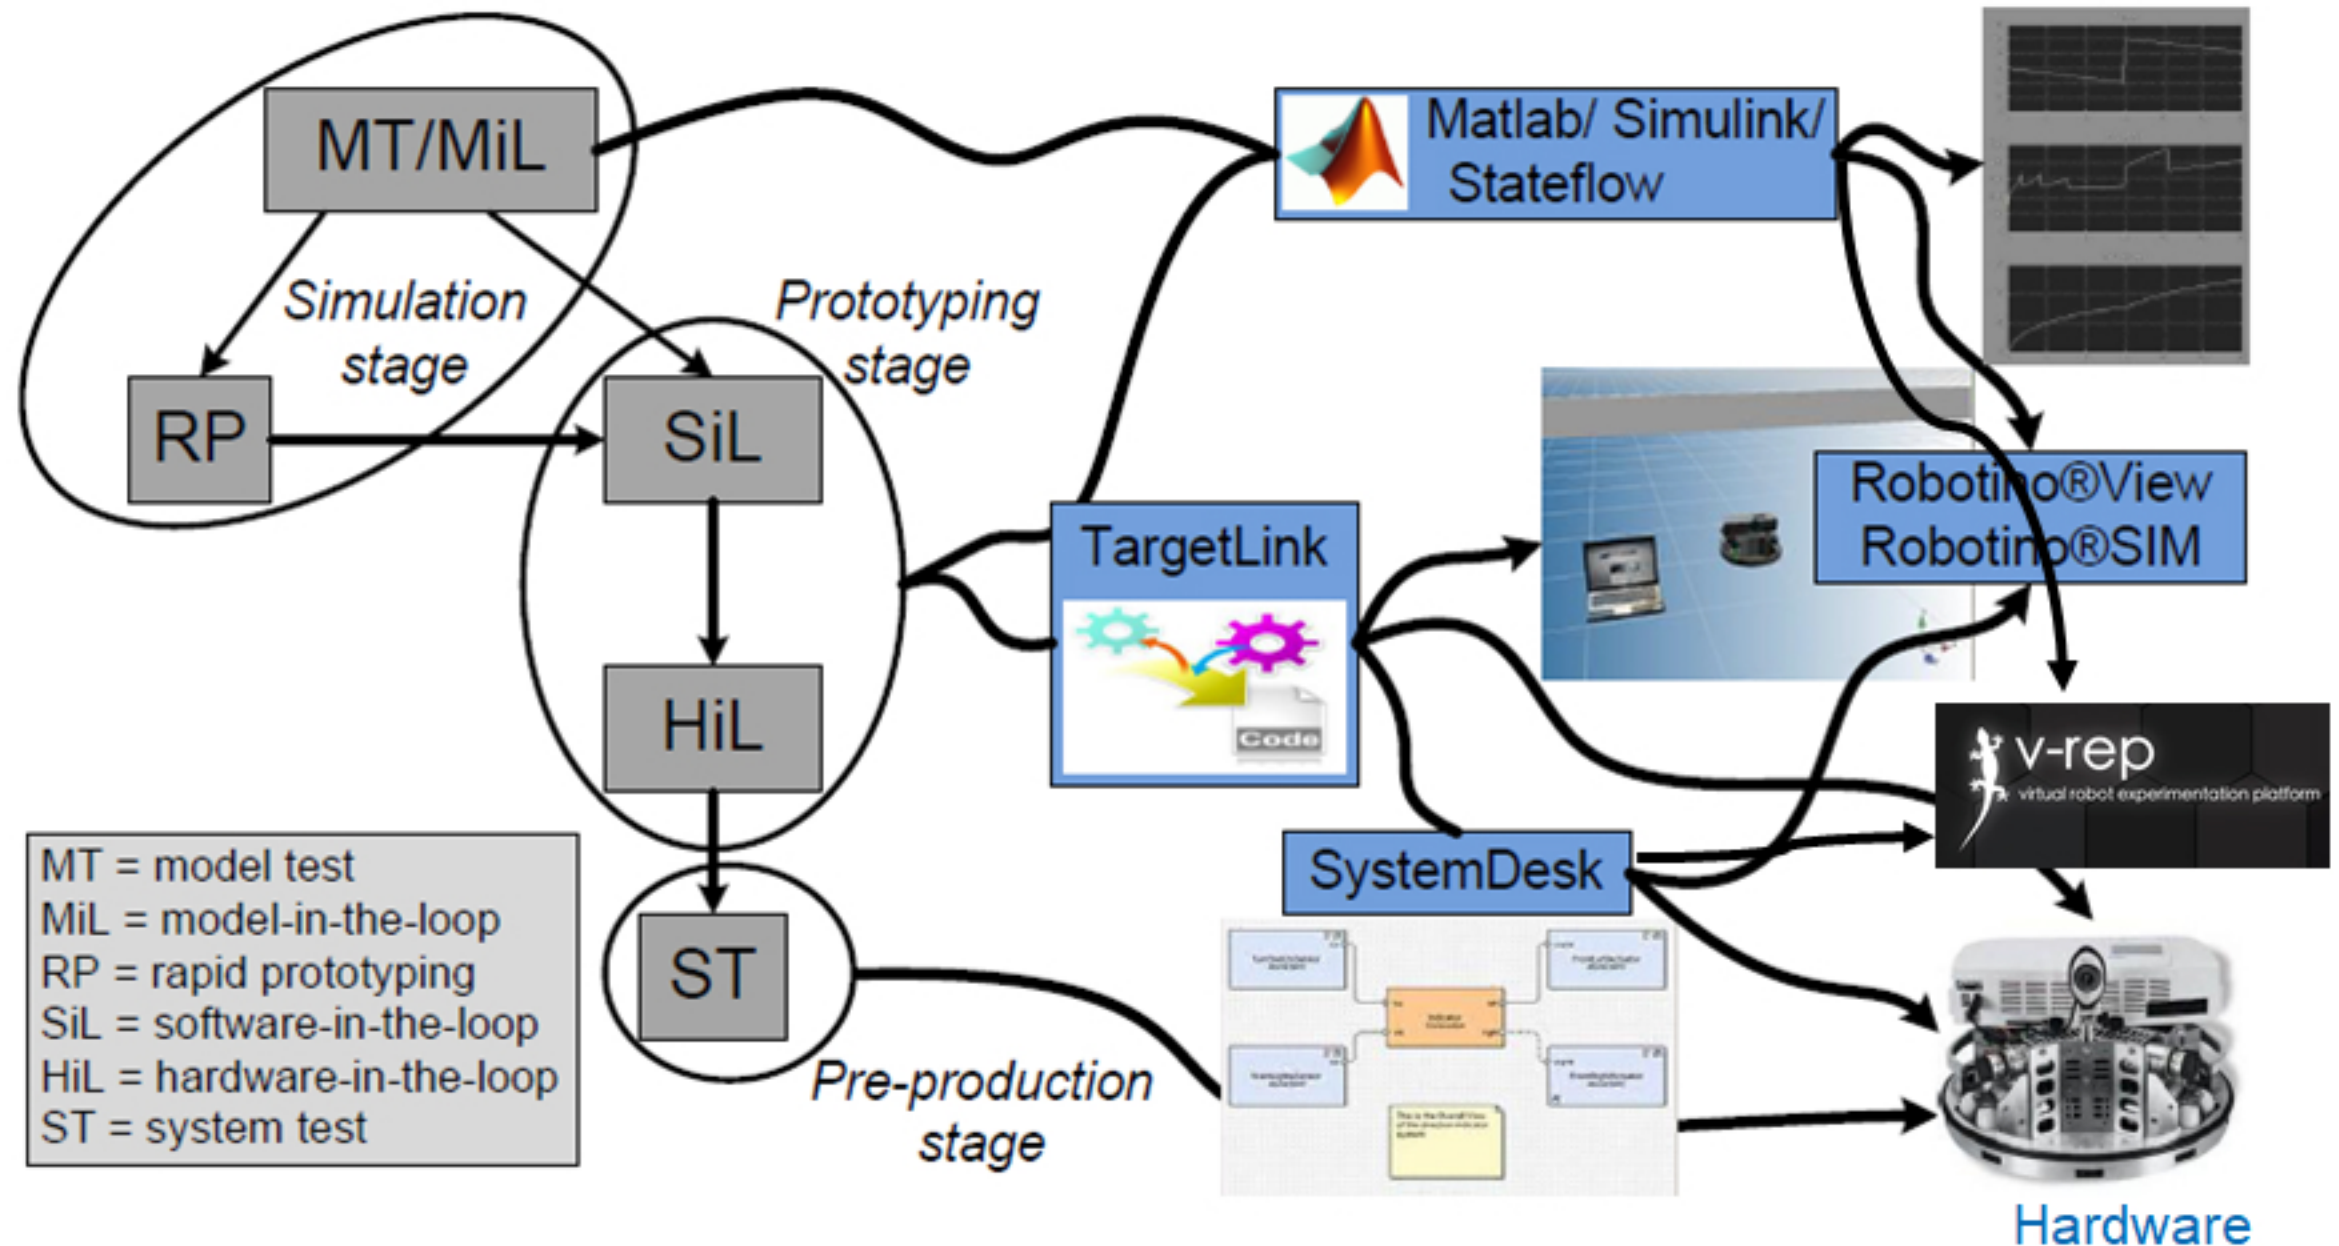 MT/MiL
Matlab/ Simulink/
Stateflow
Simulation
stage
Prototyping
stage
RP
SiL
Robotino®View
Robotino®SIM
TargetLink
HiL
Code
v-rep
virtual robot experimentation platform
SystemDesk
MT = model test
MiL = model-in-the-loop
RP = rapid prototyping
SiL = software-in-the-loop
HiL = hardware-in-the-loop
ST = system test
ST
Pre-production
stage
Hardware